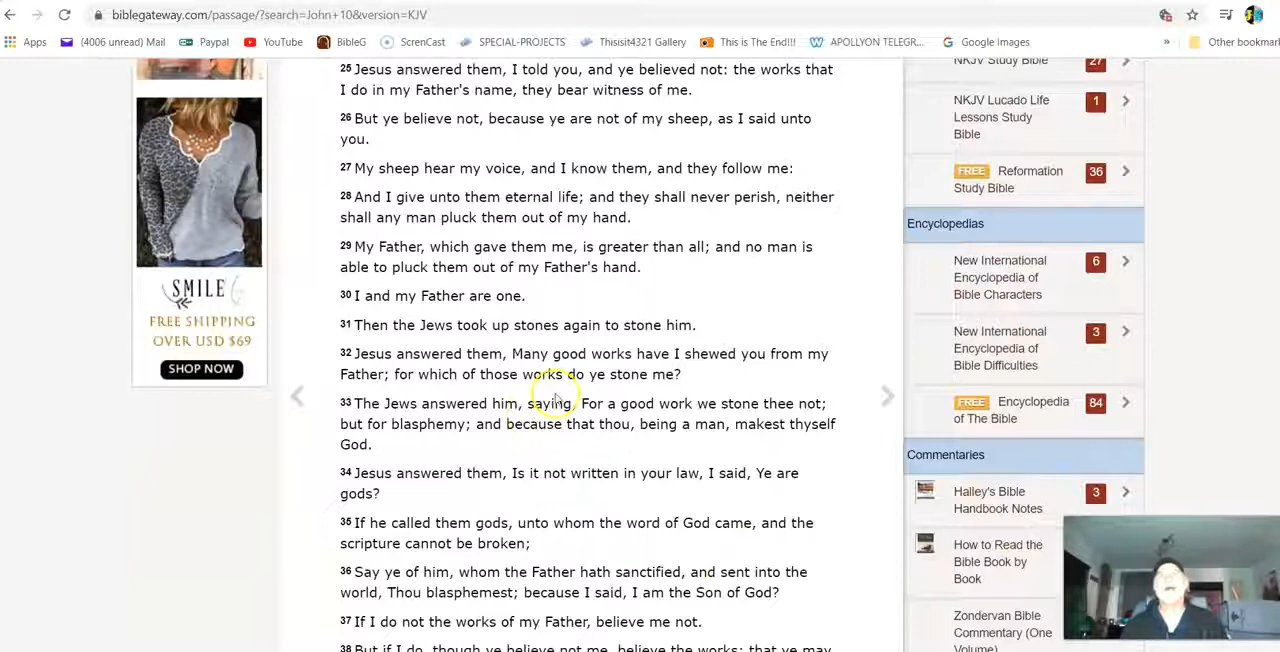 biblegateway.com/passage/?search=John+10&version=KJV
Apps (4006 unread) Mail Paypal YouTube BibleG ScrenCast SPECIAL-PROJECTS Thisisit4321 Gallery This is The End!!! APOLLYON TELEGR... Google Images » Other bookmark
25 Jesus answered them, I told you, and ye believed not: the works that
I do in my Father's name, they bear witness of me.
26 But ye believe not, because ye are not of my sheep, as I said unto
you.
27 My sheep hear my voice, and I know them, and they follow me:
28 And I give unto them eternal life; and they shall never perish, neither
shall any man pluck them out of my hand.
29 My Father, which gave them me, is greater than all; and no man is
able to pluck them out of my Father's hand.
30 I and my Father are one.
31 Then the Jews took up stones again to stone him.
32 Jesus answered them, Many good works have I shewed you from my
Father; for which of those works do ye stone me?
33 The Jews answered him, saying, For a good work we stone thee not;
but for blasphemy; and because that thou, being a man, makest thyself
God.
34 Jesus answered them, Is it not written in your law, I said, Ye are
gods?
35 If he called them gods, unto whom the word of God came, and the
scripture cannot be broken;
36 Say ye of him, whom the Father hath sanctified, and sent into the
world, Thou blasphemest; because I said, I am the Son of God?
37 If I do not the works of my Father, believe me not.
38 But if I do, though ye believe not me, believe the works: that ye may
SMILE
FREE SHIPPING
OVER USD $69
SHOP NOW
NKJV Study Bible 27
NKJV Lucado Life 1
Lessons Study
Bible
FREE Reformation 36
Study Bible
Encyclopedias
New International 6
Encyclopedia of
Bible Characters
New International 3
Encyclopedia of
Bible Difficulties
FREE Encyclopedia 84
of The Bible
Commentaries
Halley's Bible 3
Handbook Notes
How to Read the
Bible Book by
Book
Zondervan Bible
Commentary (One
Volume)